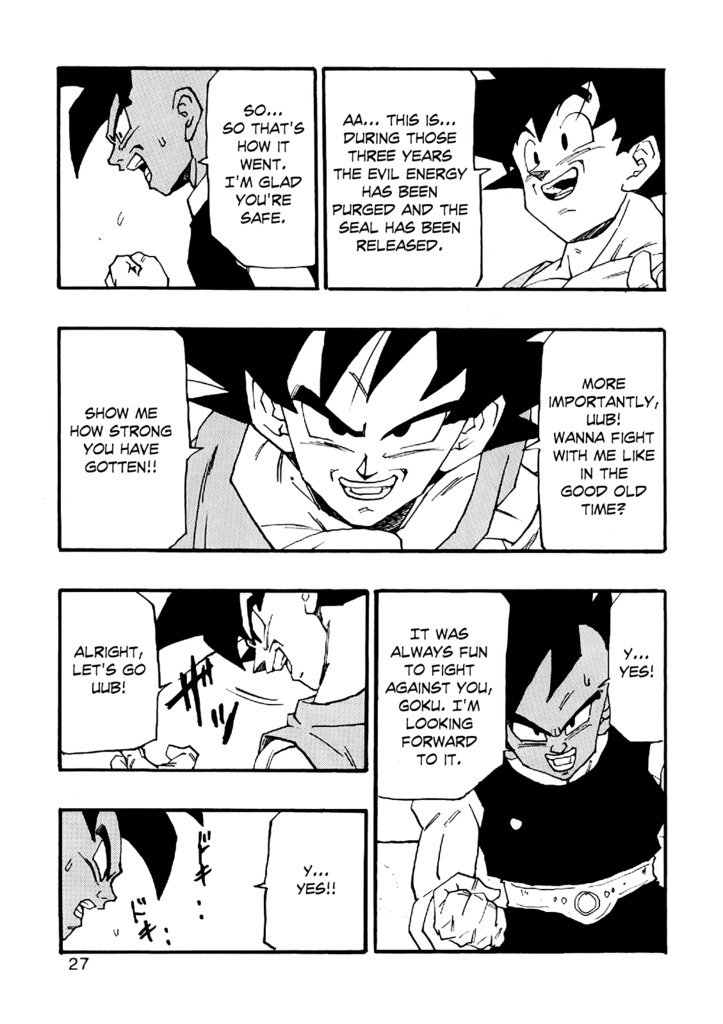 AA... THIS IS...
DURING THOSE
THREE YEARS
THE EVIL ENERGY
HAS BEEN
PURGED AND THE
SEAL HAS BEEN
RELEASED.
SO...
SO THAT'S
HOW IT
WENT.
I'M GLAD
YOU'RE
SAFE.
MORE
IMPORTANTLY,
UUB!
WANNA FIGHT
WITH ME LIKE
IN THE
GOOD OLD
TIME?
SHOW ME
HOW STRONG
YOU HAVE
GOTTEN!!
Y...
YES!
IT WAS
ALWAYS FUN
TO FIGHT
AGAINST YOU,
GOKU. I'M
LOOKING
FORWARD
TO IT.
ALRIGHT,
LET'S GO
UUB!
ザッ
Y...
YES!!
ドキ...
ドキ...
27